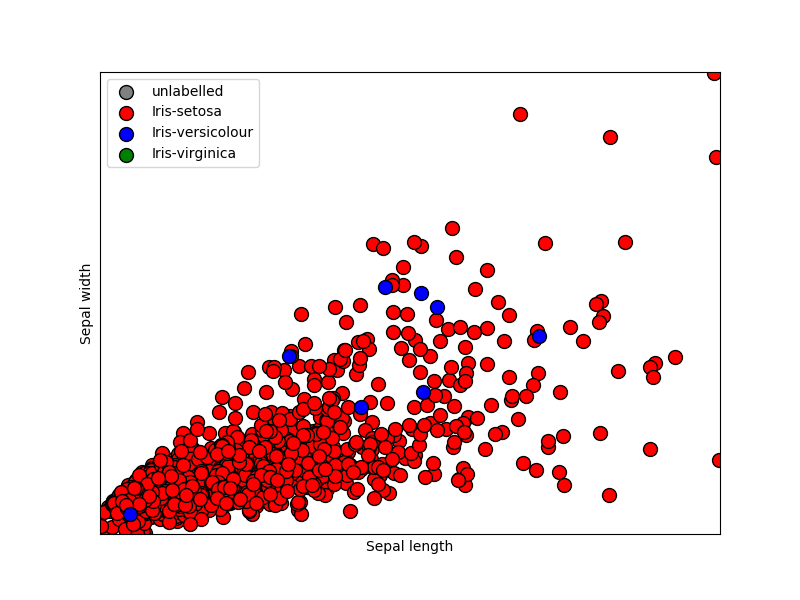 unlabelled
Iris-setosa
Iris-versicolour
Iris-virginica
Sepal width
Sepal length